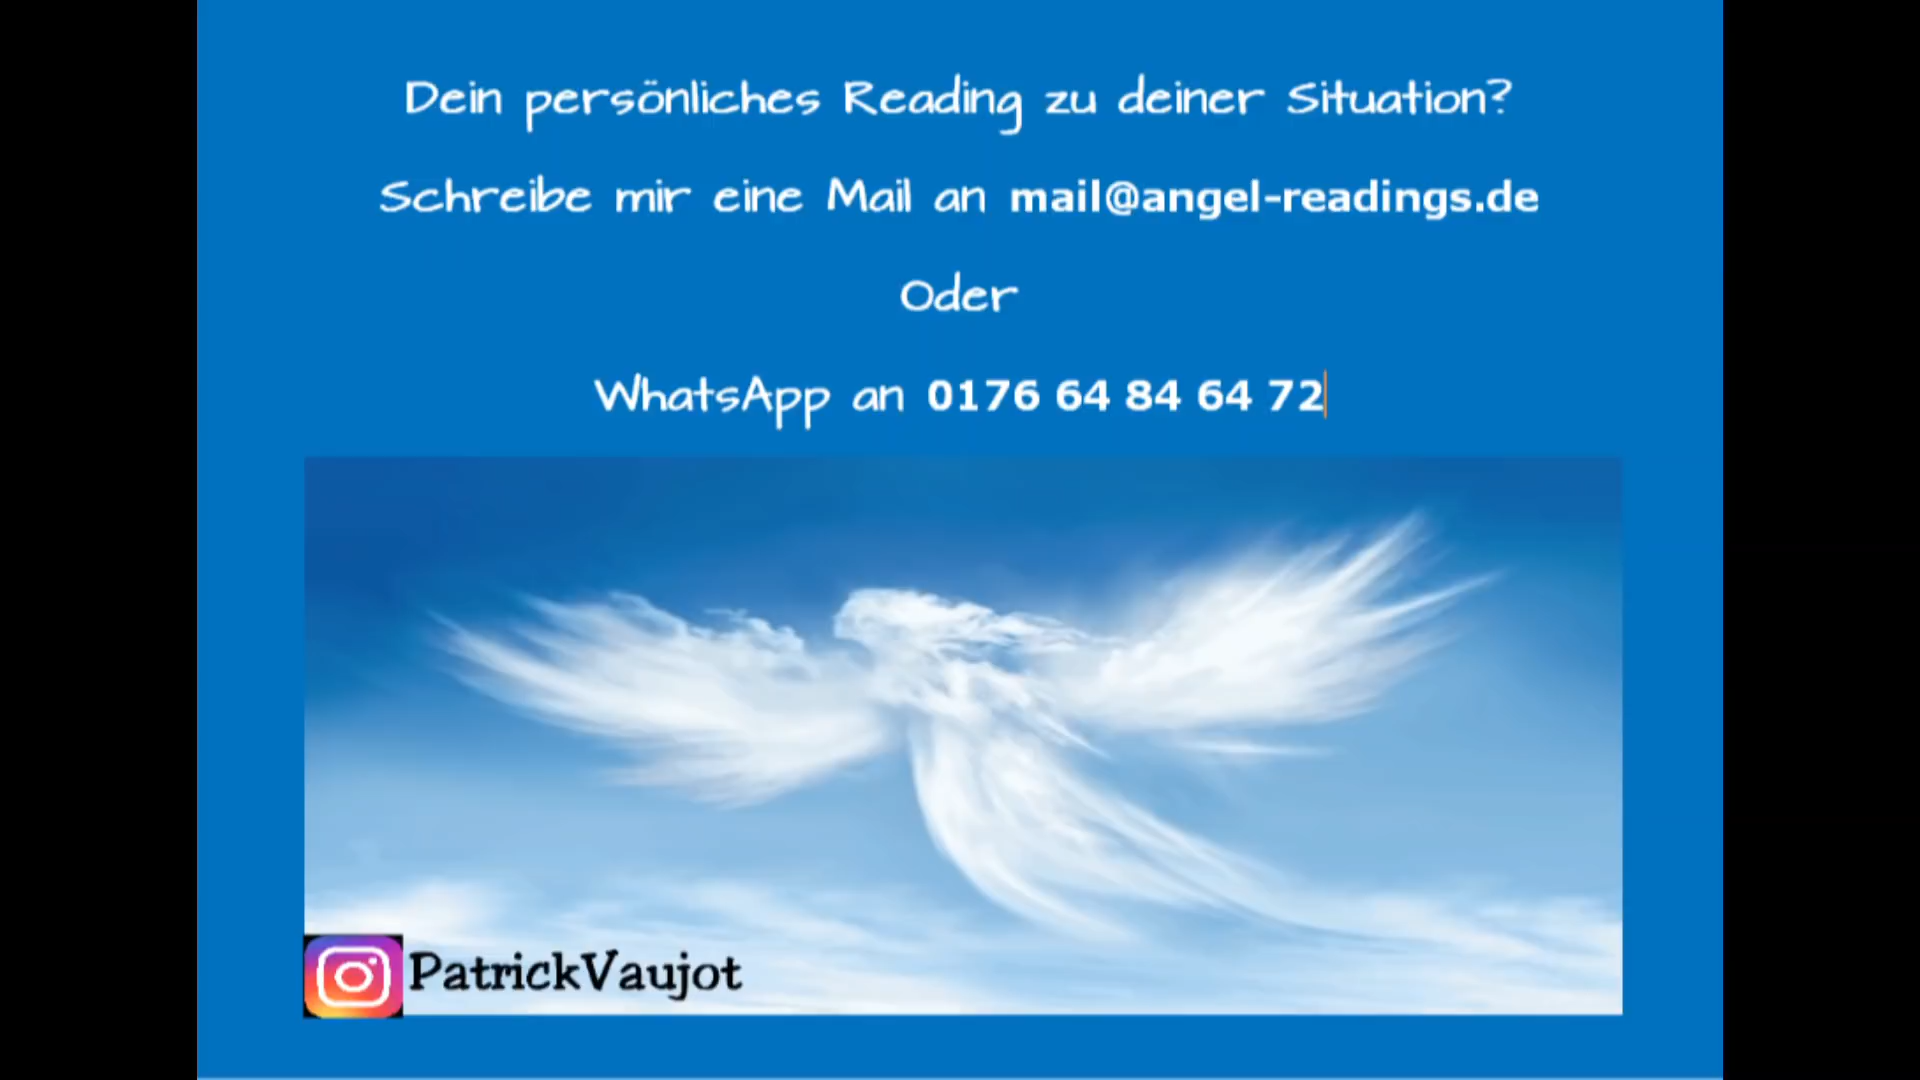 Dein persönliches Reading zu deiner Situation?
Schreibe mir eine Mail an mail@angel-readings.de
Oder
WhatsApp an 0176 64 84 64 72
PatrickVaujot